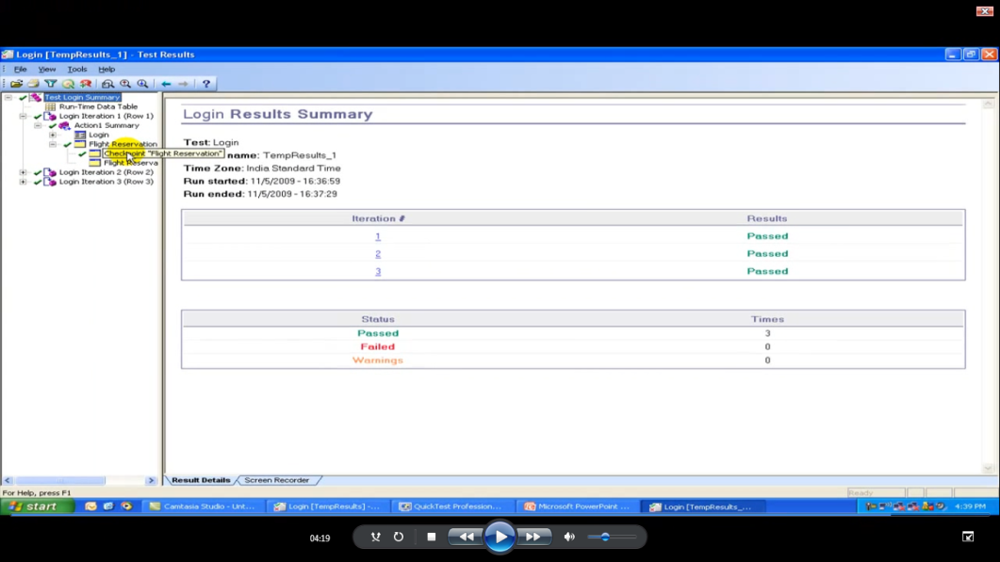 Login [TempResults_1] - Test Results
File View Tools Help
Test Login Summary
Run-Time Data Table
Login Iteration 1 (Row 1)
Action1 Summary
Login
Flight Reservation
Checkpoint "Flight Reservation"
Flight Reserva
Login Iteration 2 (Row 2)
Login Iteration 3 (Row 3)
Login Results Summary
Test: Login
name: TempResults_1
Time Zone: India Standard Time
Run started: 11/5/2009 - 16:36:59
Run ended: 11/5/2009 - 16:37:29
Iteration # Results
1 Passed
2 Passed
3 Passed
Status Times
Passed 3
Failed 0
Warnings 0
Result Details Screen Recorder
For Help, press F1
Ready
start Camtasia Studio - Unt... Login [TempResults] -... QuickTest Profession... Microsoft PowerPoint ... Login [TempResults_... 4:39 PM
04:19